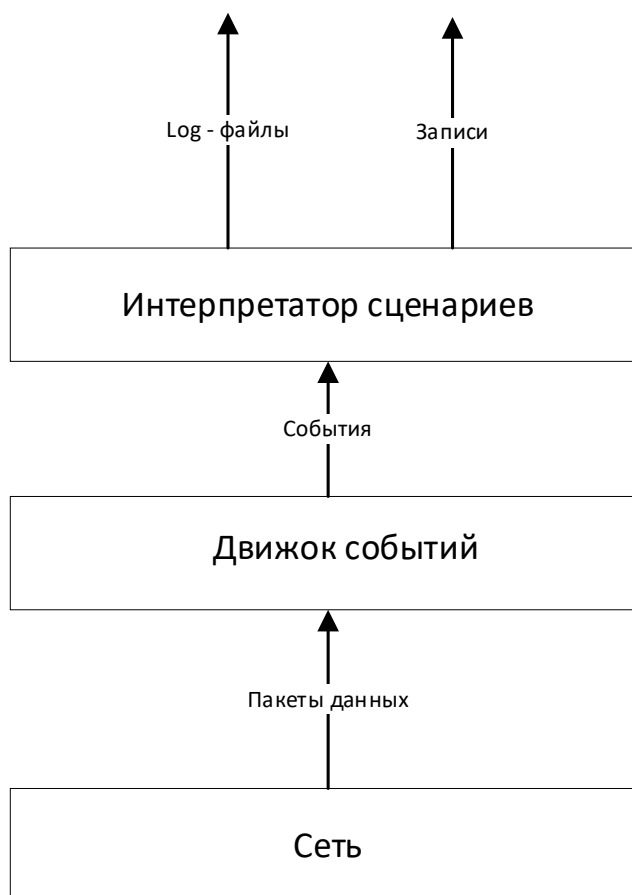 Log - файлы
Записи
Интерпретатор сценариев
События
Движок событий
Пакеты данных
Сеть